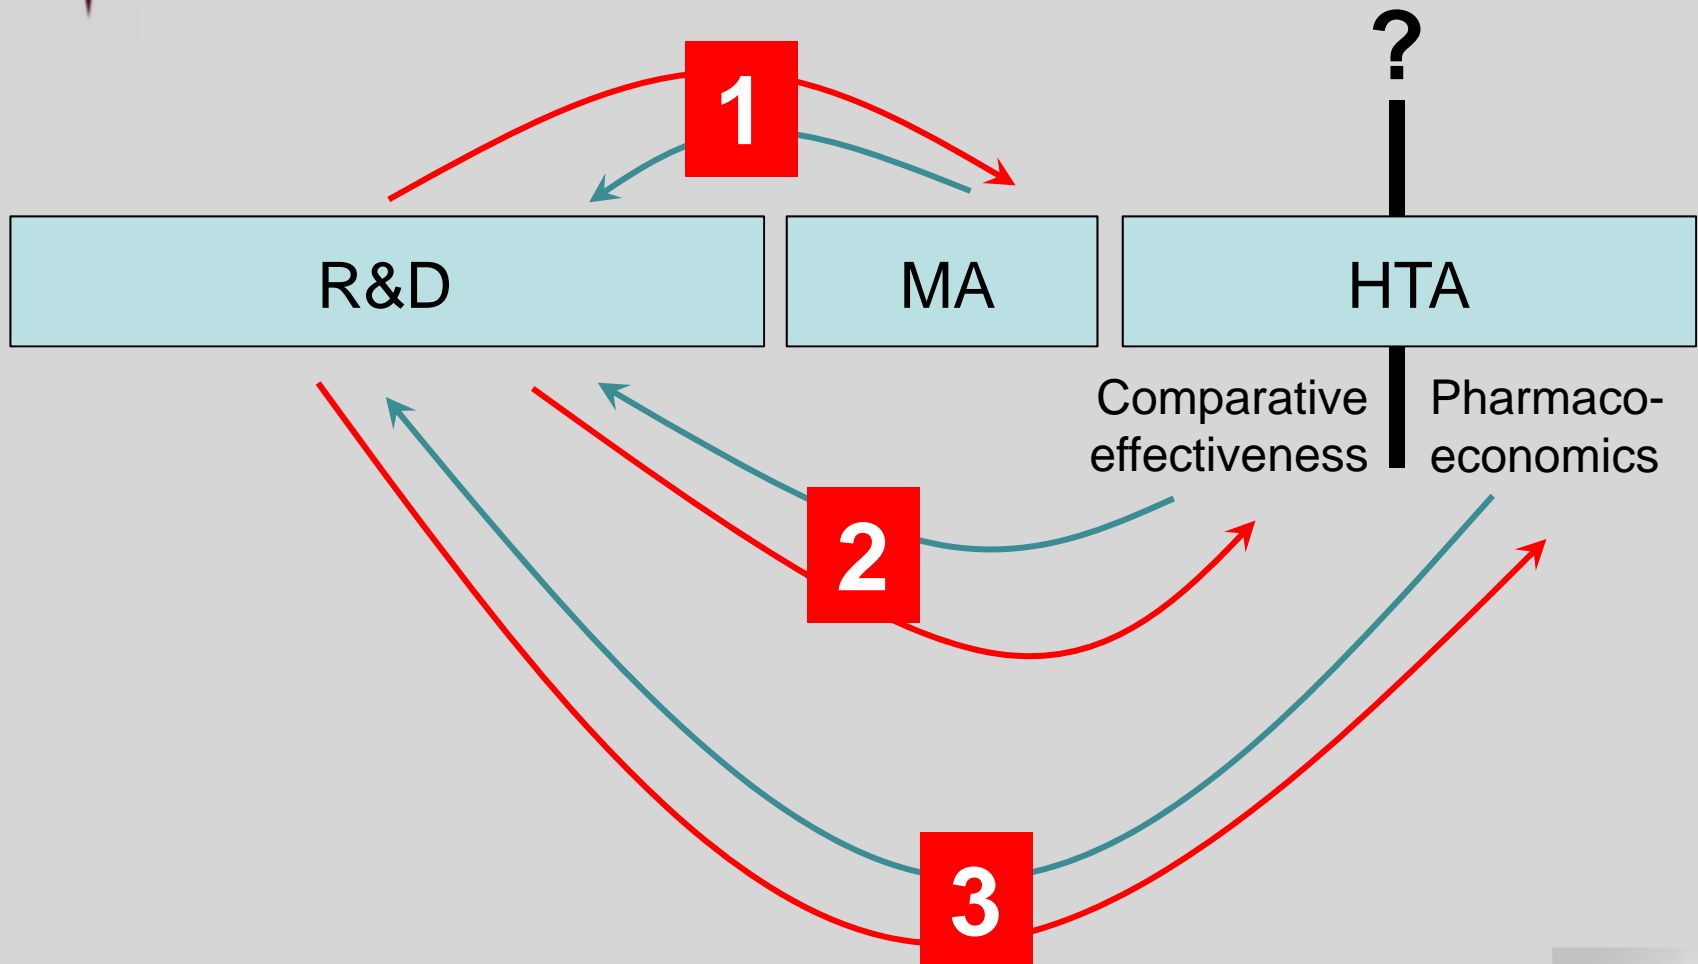 ?
1
R&D
MA
HTA
Comparative
effectiveness
Pharmaco-
economics
2
3